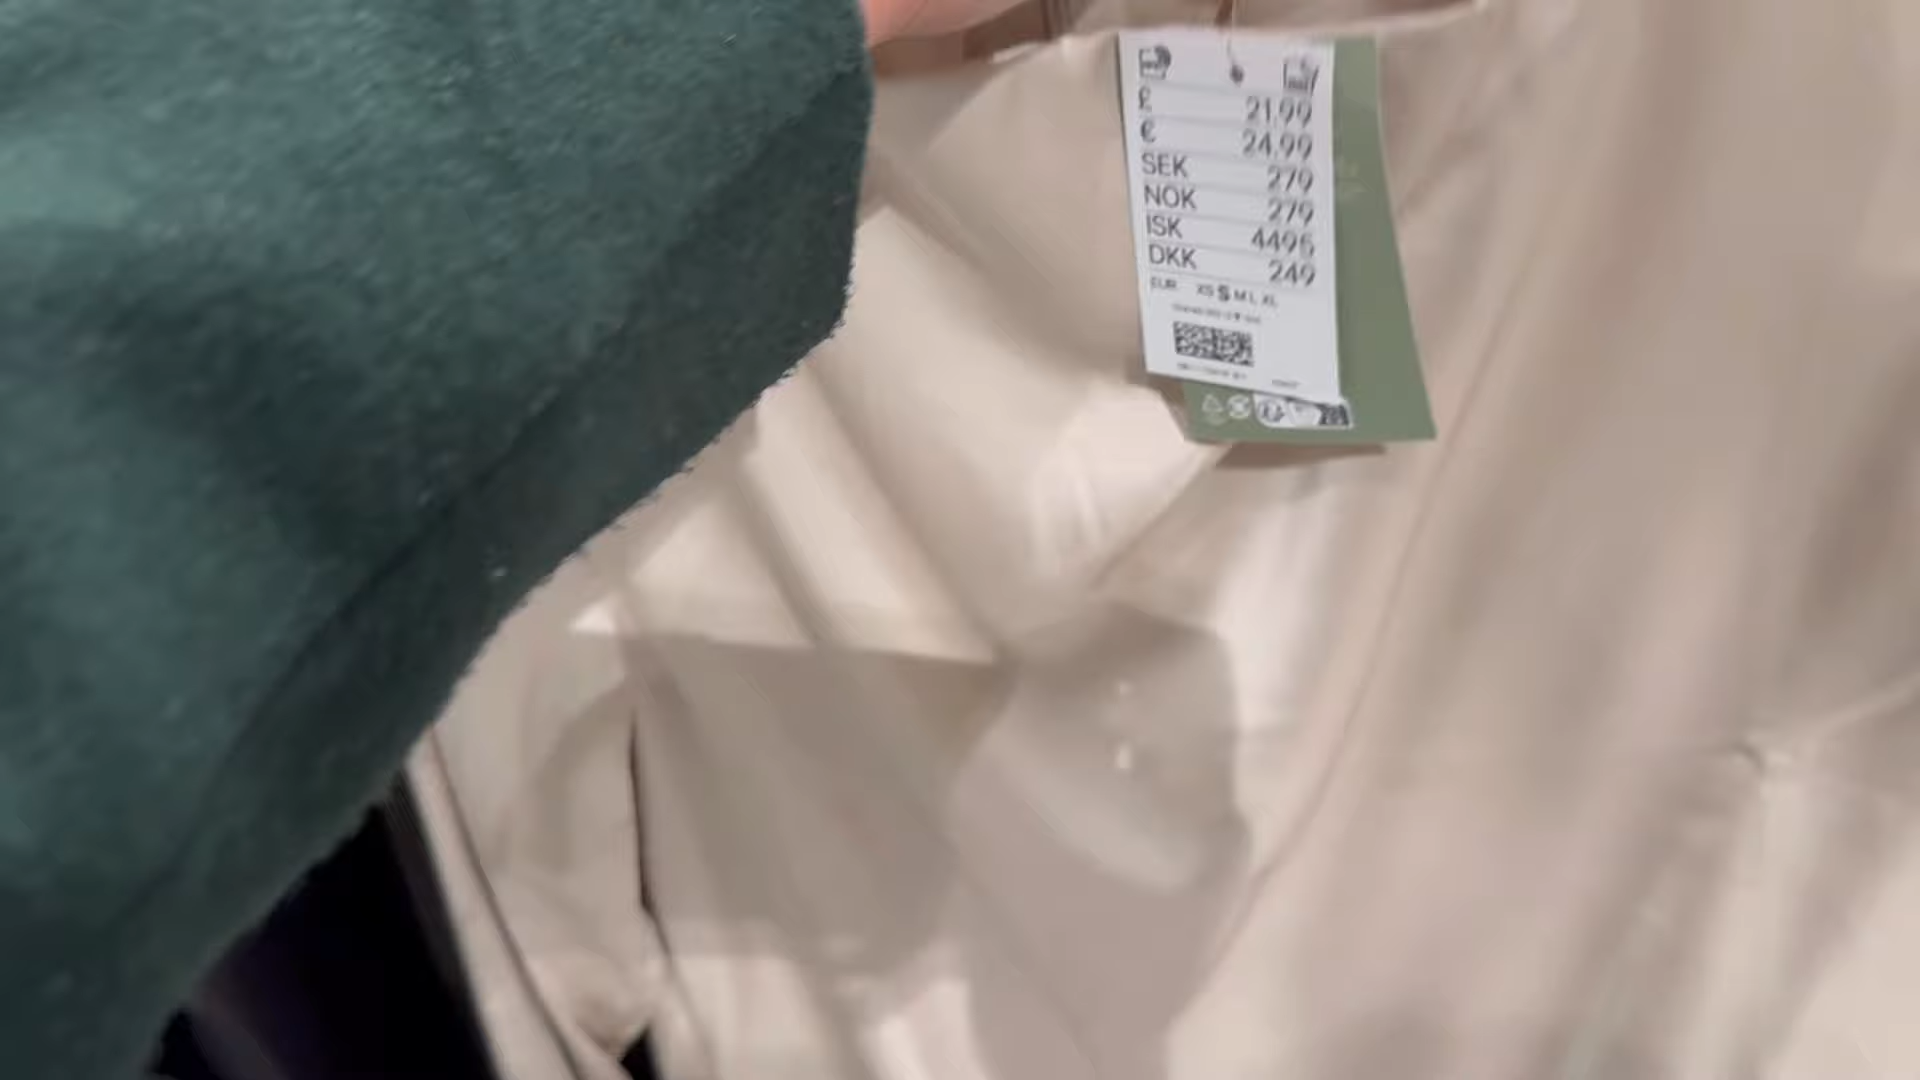 £ 21.99
€ 24.99
SEK 279
NOK 279
ISK 4495
DKK 249
EUR XS S M L XL